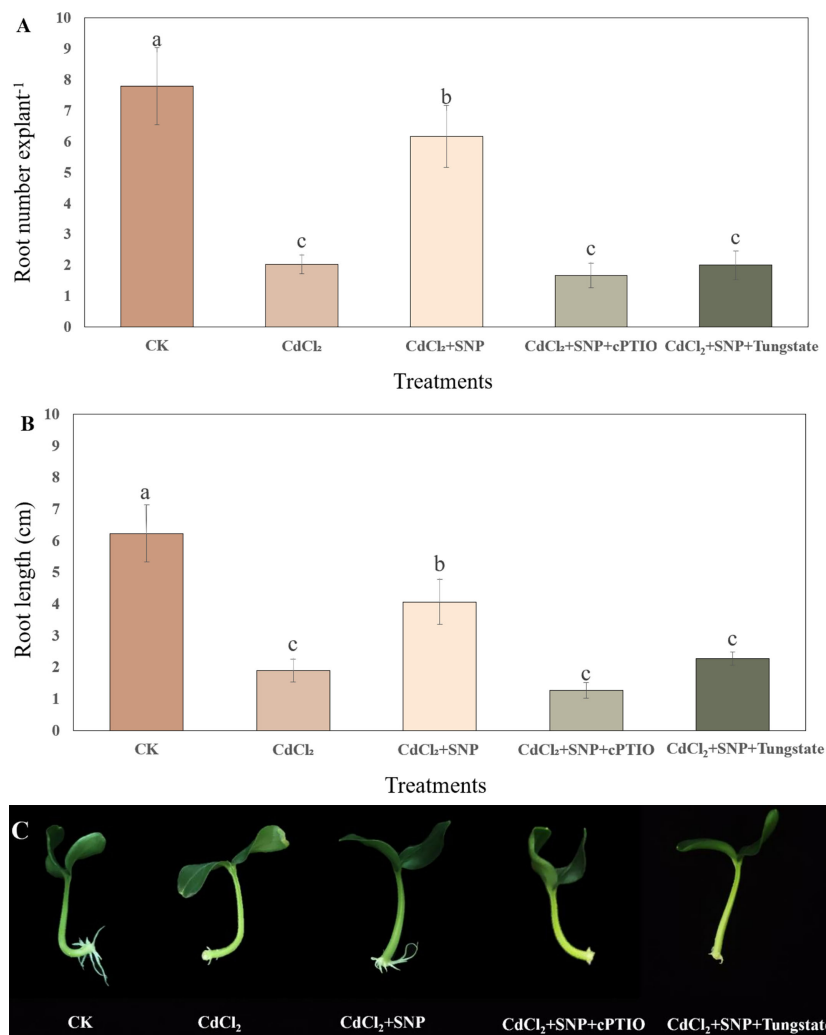 A
10
9
8
7
6
5
4
3
2
1
0
Root number explant⁻¹
a
c
b
c
c
CK CdCl₂ CdCl₂+SNP CdCl₂+SNP+cPTIO CdCl₂+SNP+Tungstate
Treatments
B
10
9
8
7
6
5
4
3
2
1
0
Root length (cm)
a
c
b
c
c
CK CdCl₂ CdCl₂+SNP CdCl₂+SNP+cPTIO CdCl₂+SNP+Tungstate
Treatments
C
CK CdCl₂ CdCl₂+SNP CdCl₂+SNP+cPTIO CdCl₂+SNP+Tungstate